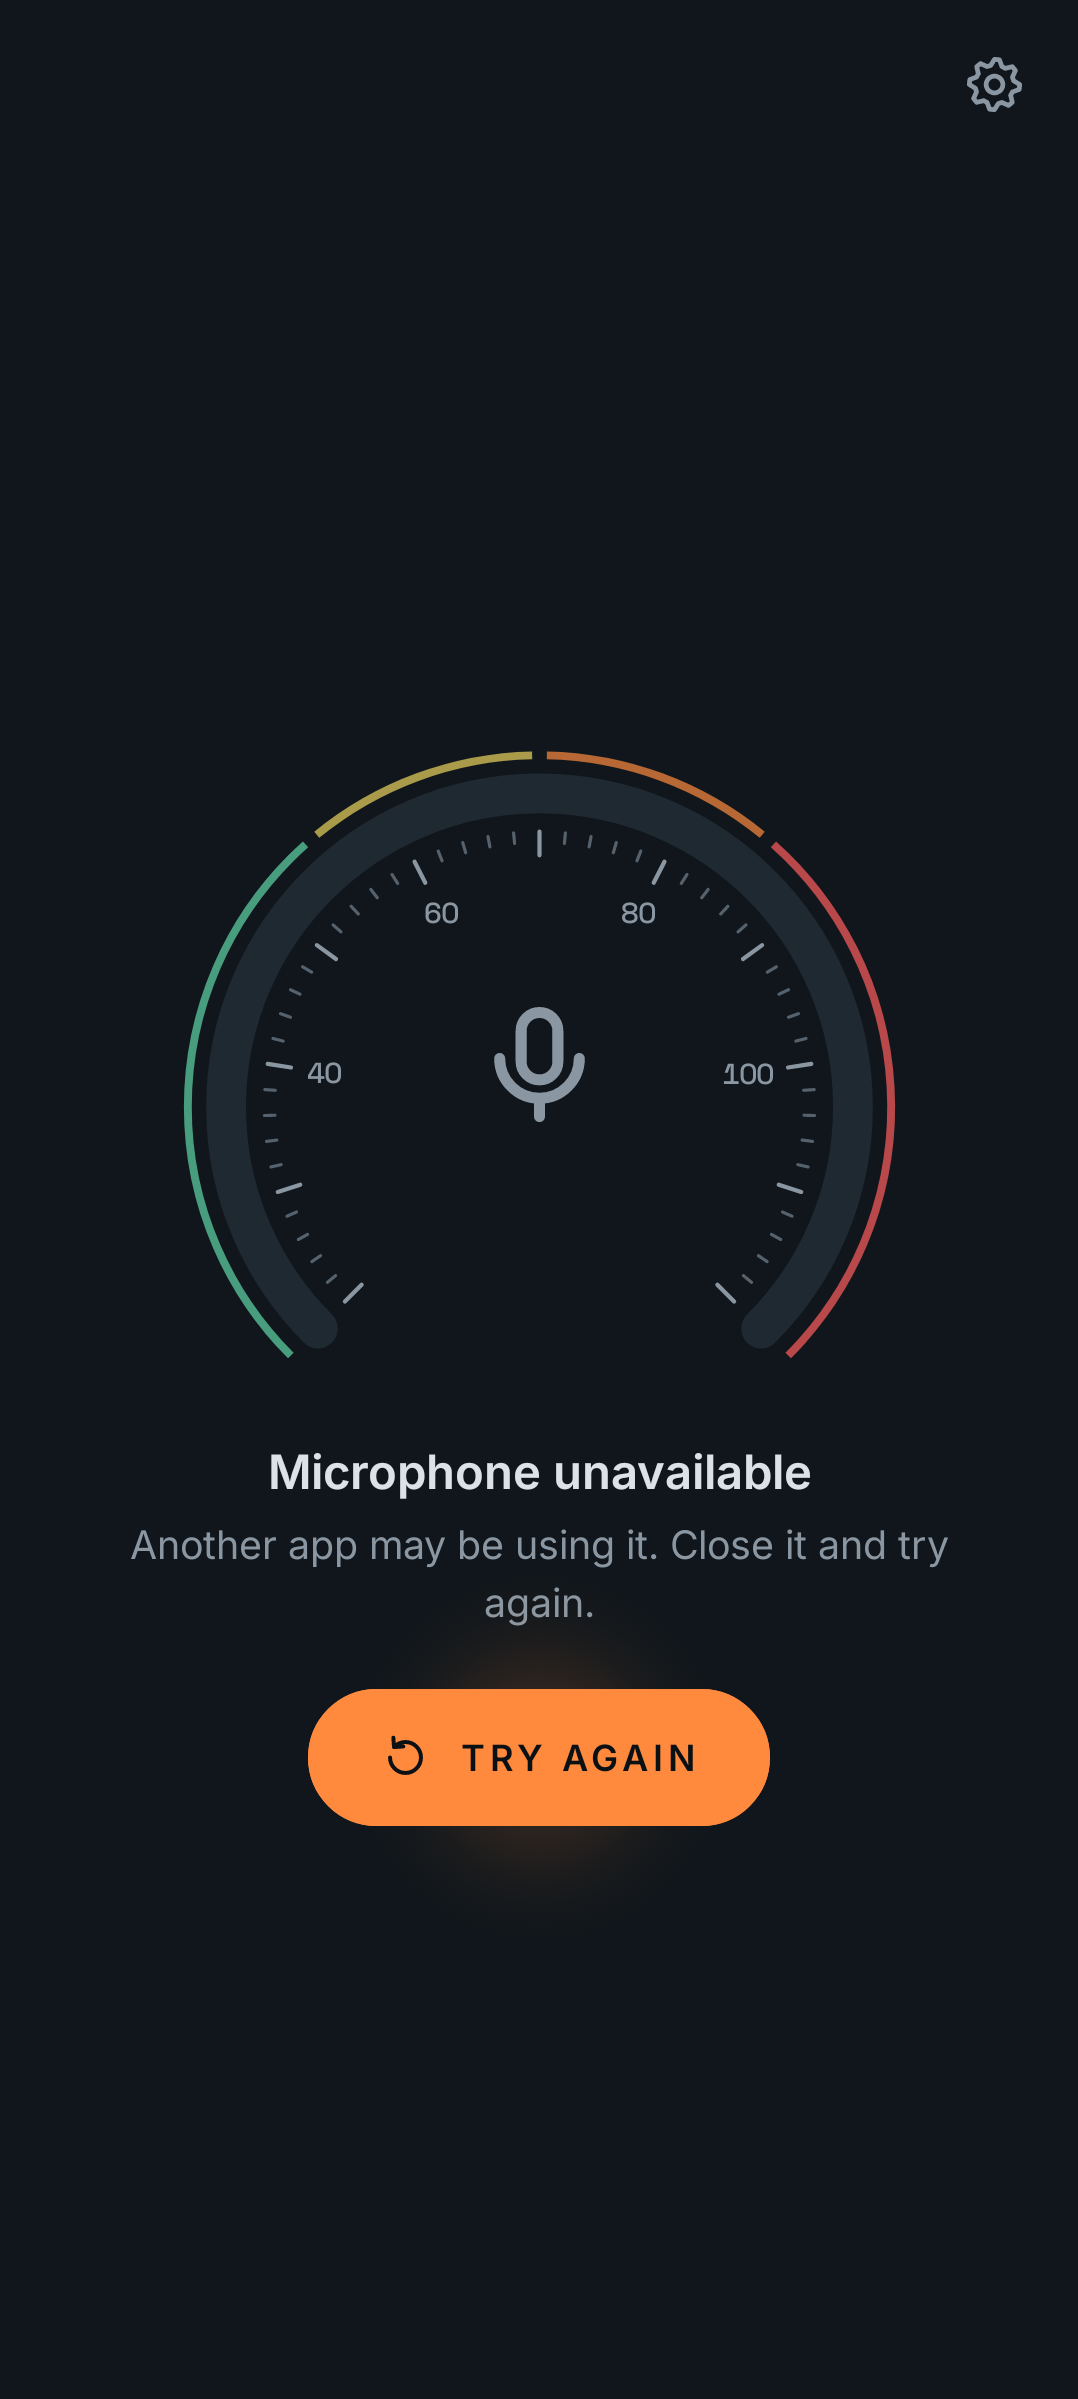 60
80
40
100
Microphone unavailable
Another app may be using it. Close it and try
again.
TRY AGAIN